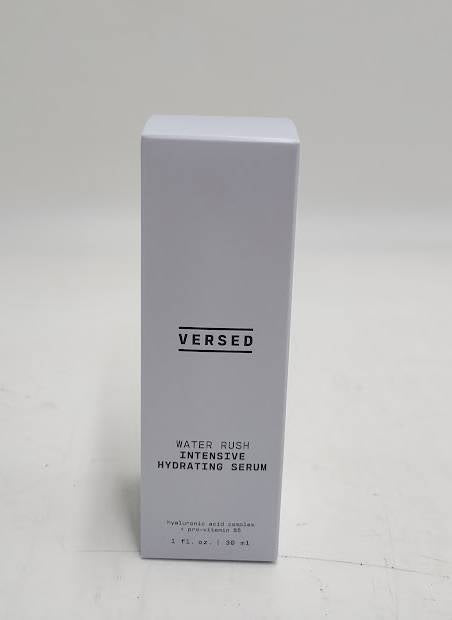 VERSED
WATER RUSH
INTENSIVE
HYDRATING SERUM
hyaluronic acid complex
+ pro-vitamin B5
1 fl. oz. | 30 ml